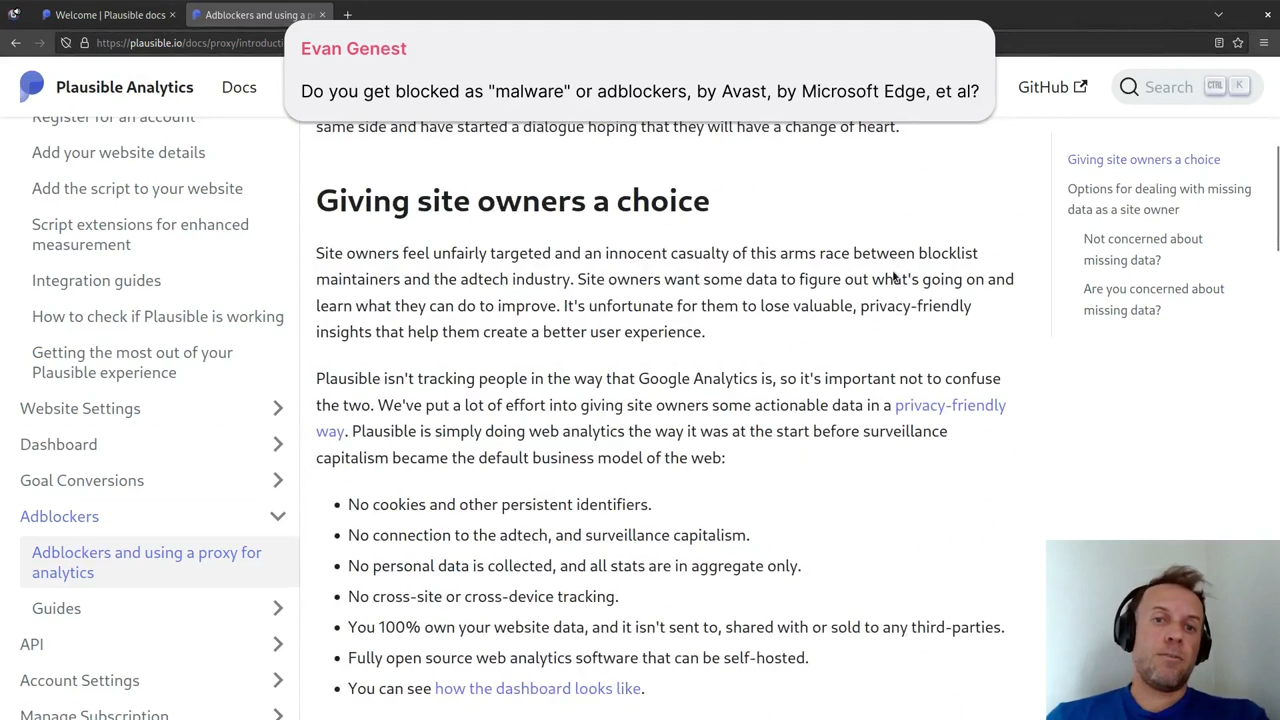 Welcome | Plausible docs
Adblockers and using a p
https://plausible.io/docs/proxy/introducti
Evan Genest
Do you get blocked as "malware" or adblockers, by Avast, by Microsoft Edge, et al?
Plausible Analytics
Docs
GitHub
Search
CTRL
K
Register for an account
Add your website details
Add the script to your website
Script extensions for enhanced
measurement
Integration guides
How to check if Plausible is working
Getting the most out of your
Plausible experience
Website Settings
Dashboard
Goal Conversions
Adblockers
Adblockers and using a proxy for
analytics
Guides
API
Account Settings
Manage Subscription
same side and have started a dialogue hoping that they will have a change of heart.
Giving site owners a choice
Site owners feel unfairly targeted and an innocent casualty of this arms race between blocklist
maintainers and the adtech industry. Site owners want some data to figure out what's going on and
learn what they can do to improve. It's unfortunate for them to lose valuable, privacy-friendly
insights that help them create a better user experience.
Plausible isn't tracking people in the way that Google Analytics is, so it's important not to confuse
the two. We've put a lot of effort into giving site owners some actionable data in a privacy-friendly
way. Plausible is simply doing web analytics the way it was at the start before surveillance
capitalism became the default business model of the web:
• No cookies and other persistent identifiers.
• No connection to the adtech, and surveillance capitalism.
• No personal data is collected, and all stats are in aggregate only.
• No cross-site or cross-device tracking.
• You 100% own your website data, and it isn't sent to, shared with or sold to any third-parties.
• Fully open source web analytics software that can be self-hosted.
• You can see how the dashboard looks like.
Giving site owners a choice
Options for dealing with missing
data as a site owner
Not concerned about
missing data?
Are you concerned about
missing data?